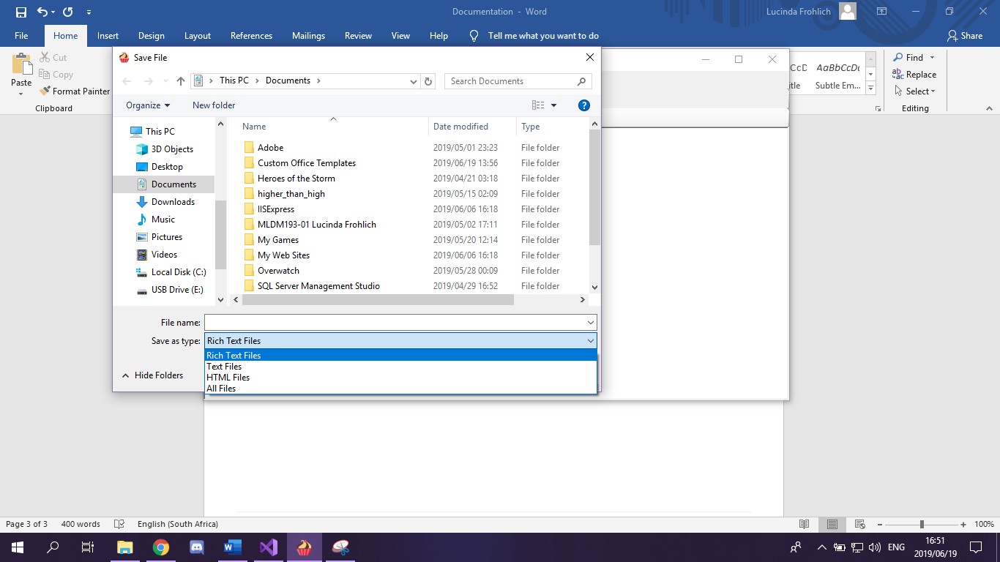 Documentation - Word
Lucinda Frohlich
File Home Insert Design Layout References Mailings Review View Help Tell me what you want to do Share
Paste
Cut
Copy
Format Painter
Clipboard
AaBbCcDc
Subtle Em...
Find
Replace
Select
Editing
Save File
This PC > Documents >
Search Documents
Organize
New folder
This PC
3D Objects
Desktop
Documents
Downloads
Music
Pictures
Videos
Local Disk (C:)
USB Drive (E:)
Name Date modified Type
Adobe 2019/05/01 23:23 File folder
Custom Office Templates 2019/06/19 13:56 File folder
Heroes of the Storm 2019/04/21 03:18 File folder
higher_than_high 2019/05/15 02:09 File folder
IISExpress 2019/06/06 16:18 File folder
MLDM193-01 Lucinda Frohlich 2019/05/02 17:11 File folder
My Games 2019/05/20 12:14 File folder
My Web Sites 2019/06/06 16:18 File folder
Overwatch 2019/05/28 00:09 File folder
SQL Server Management Studio 2019/04/29 16:52 File folder
File name:
Save as type: Rich Text Files
Rich Text Files
Text Files
HTML Files
All Files
Hide Folders
Page 3 of 3 400 words English (South Africa) 100%
ENG
16:51
2019/06/19